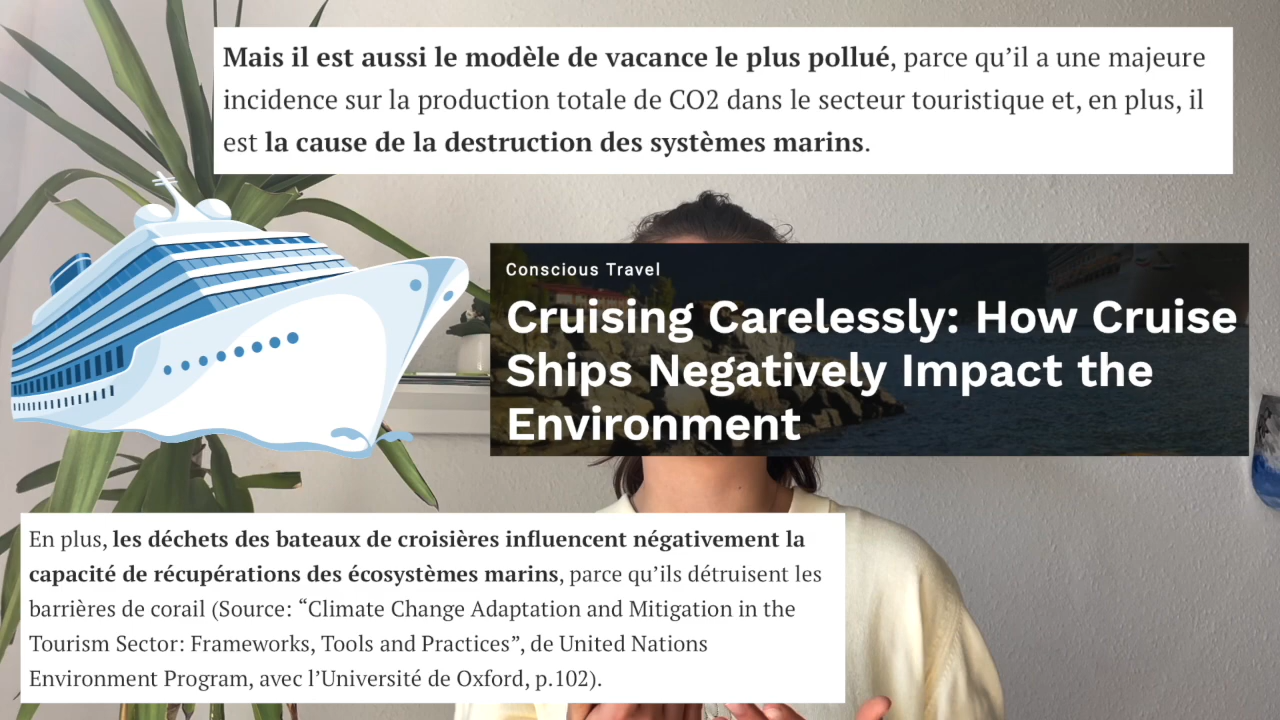 Mais il est aussi le modèle de vacance le plus pollué, parce qu’il a une majeure
incidence sur la production totale de CO2 dans le secteur touristique et, en plus, il
est la cause de la destruction des systèmes marins.
Conscious Travel
Cruising Carelessly: How Cruise
Ships Negatively Impact the
Environment
En plus, les déchets des bateaux de croisières influencent négativement la
capacité de récupérations des écosystèmes marins, parce qu’ils détruisent les
barrières de corail (Source: “Climate Change Adaptation and Mitigation in the
Tourism Sector: Frameworks, Tools and Practices”, de United Nations
Environment Program, avec l’Université de Oxford, p.102).